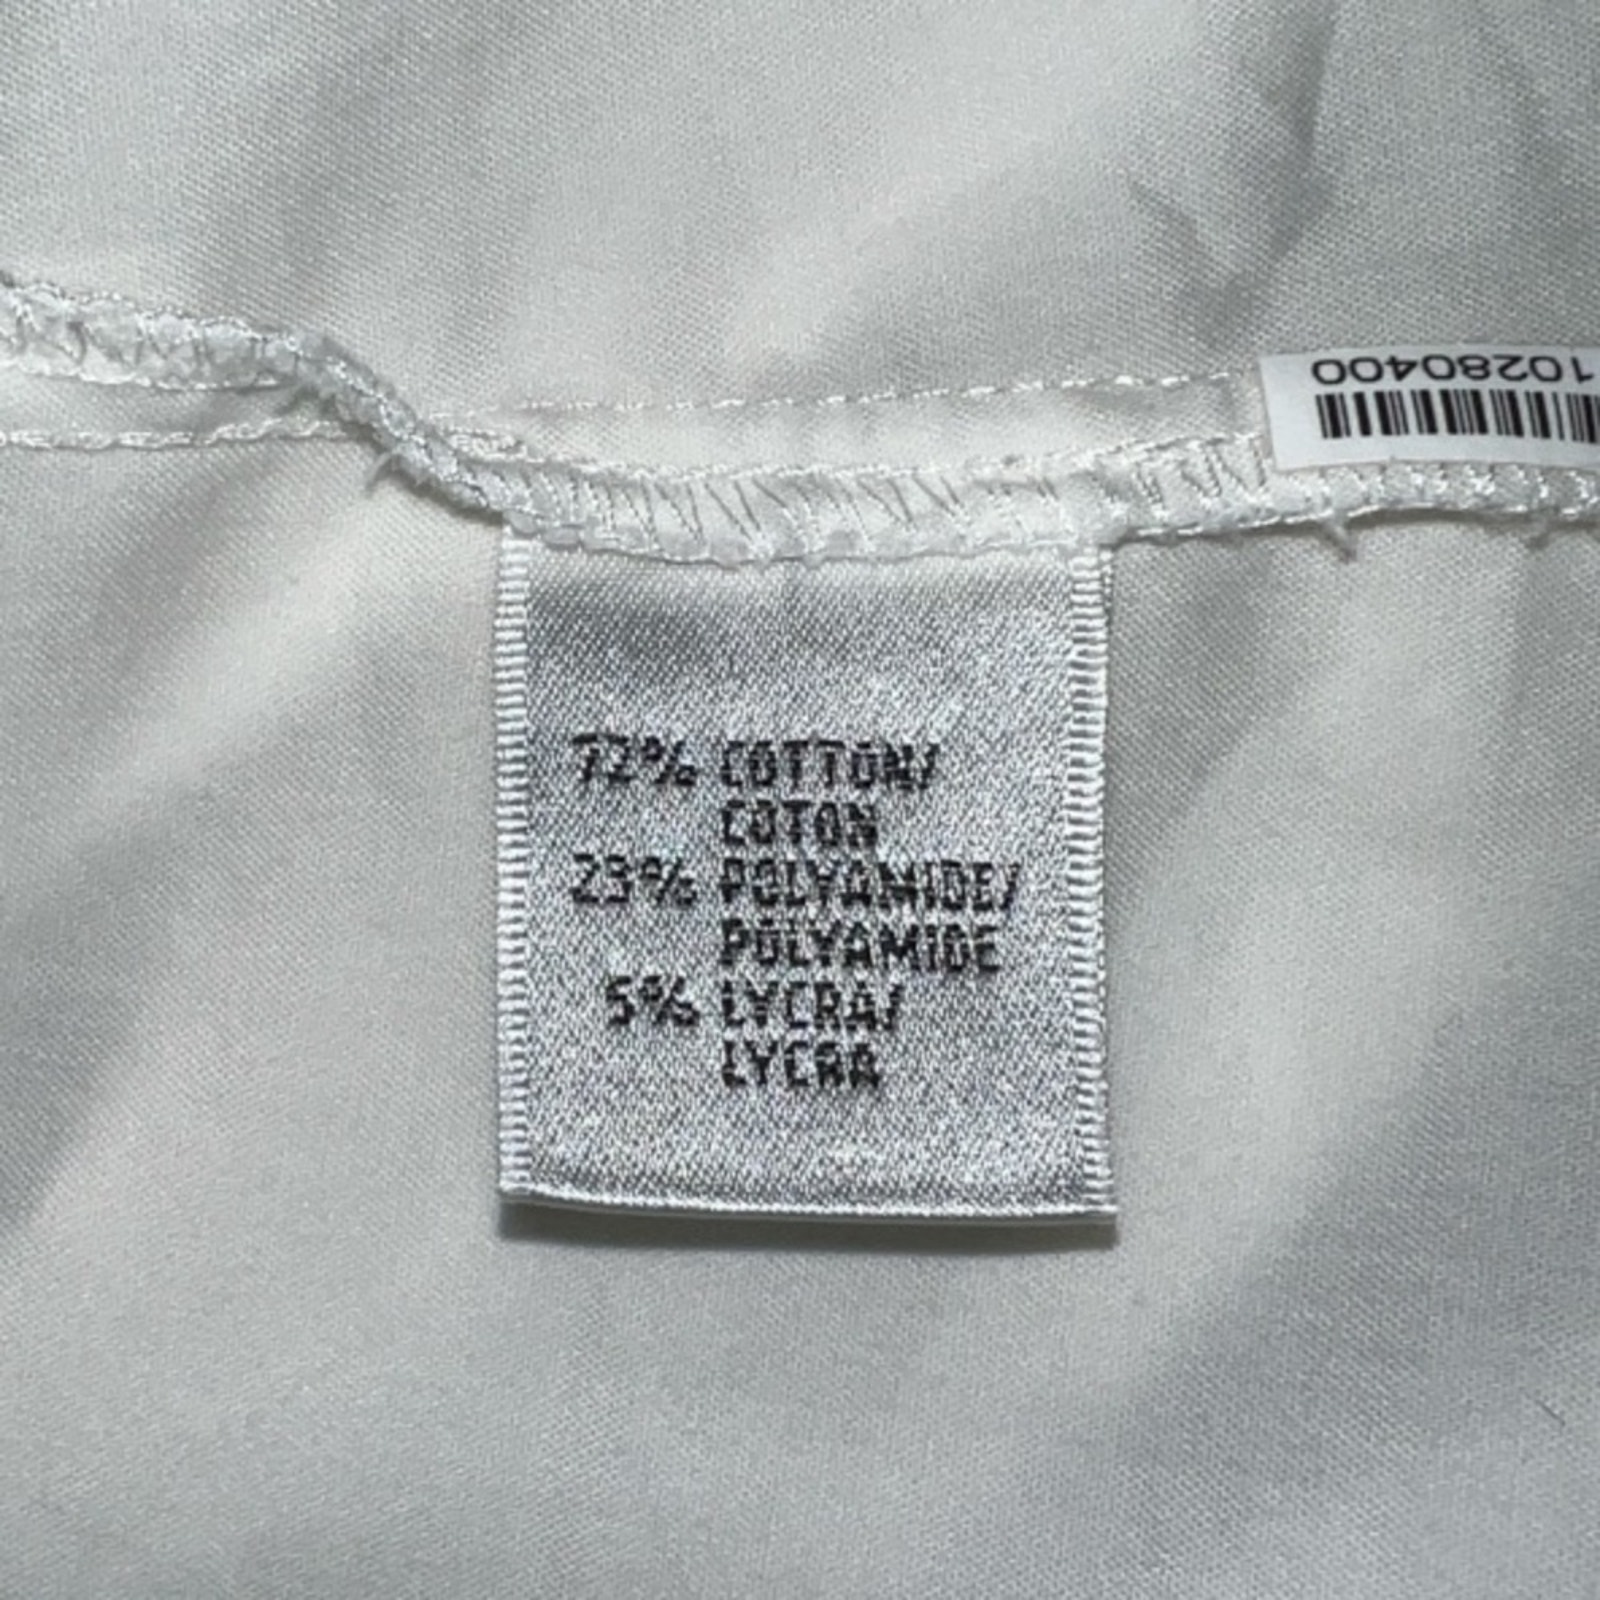 10280400
72% COTTON/
COTON
23% POLYAMIDE/
POLYAMIDE
5% LYCRA/
LYCRA